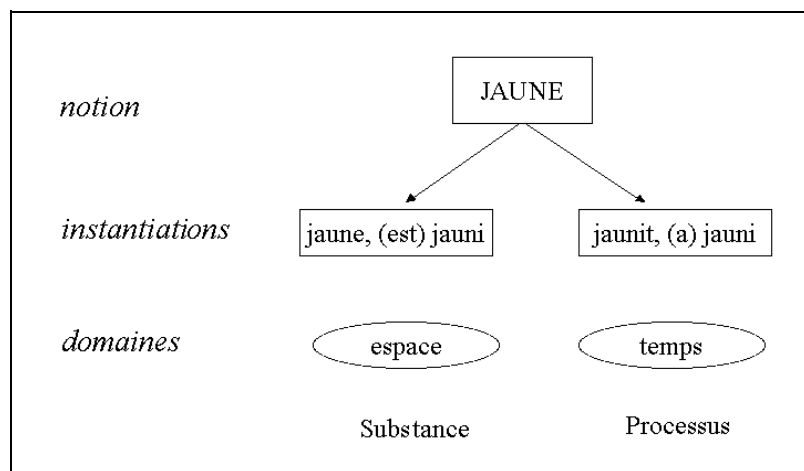 notion JAUNE
instantiations jaune, (est) jauni jaunit, (a) jauni
domaines espace temps
Substance Processus